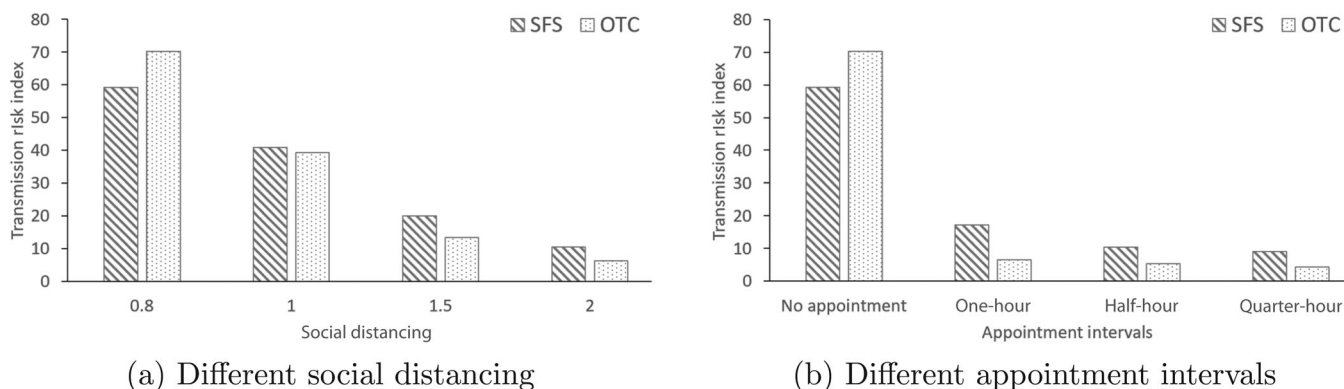 SFS OTC
Transmission rIsk index
80
70
60
50
40
30
20
10
0
0.8 1 1.5 2
Social distancing
(a) Different social distancing
SFS OTC
Transmission rIsk index
80
70
60
50
40
30
20
10
0
No appointment One-hour Half-hour Quarter-hour
Appointment intervals
(b) Different appointment intervals